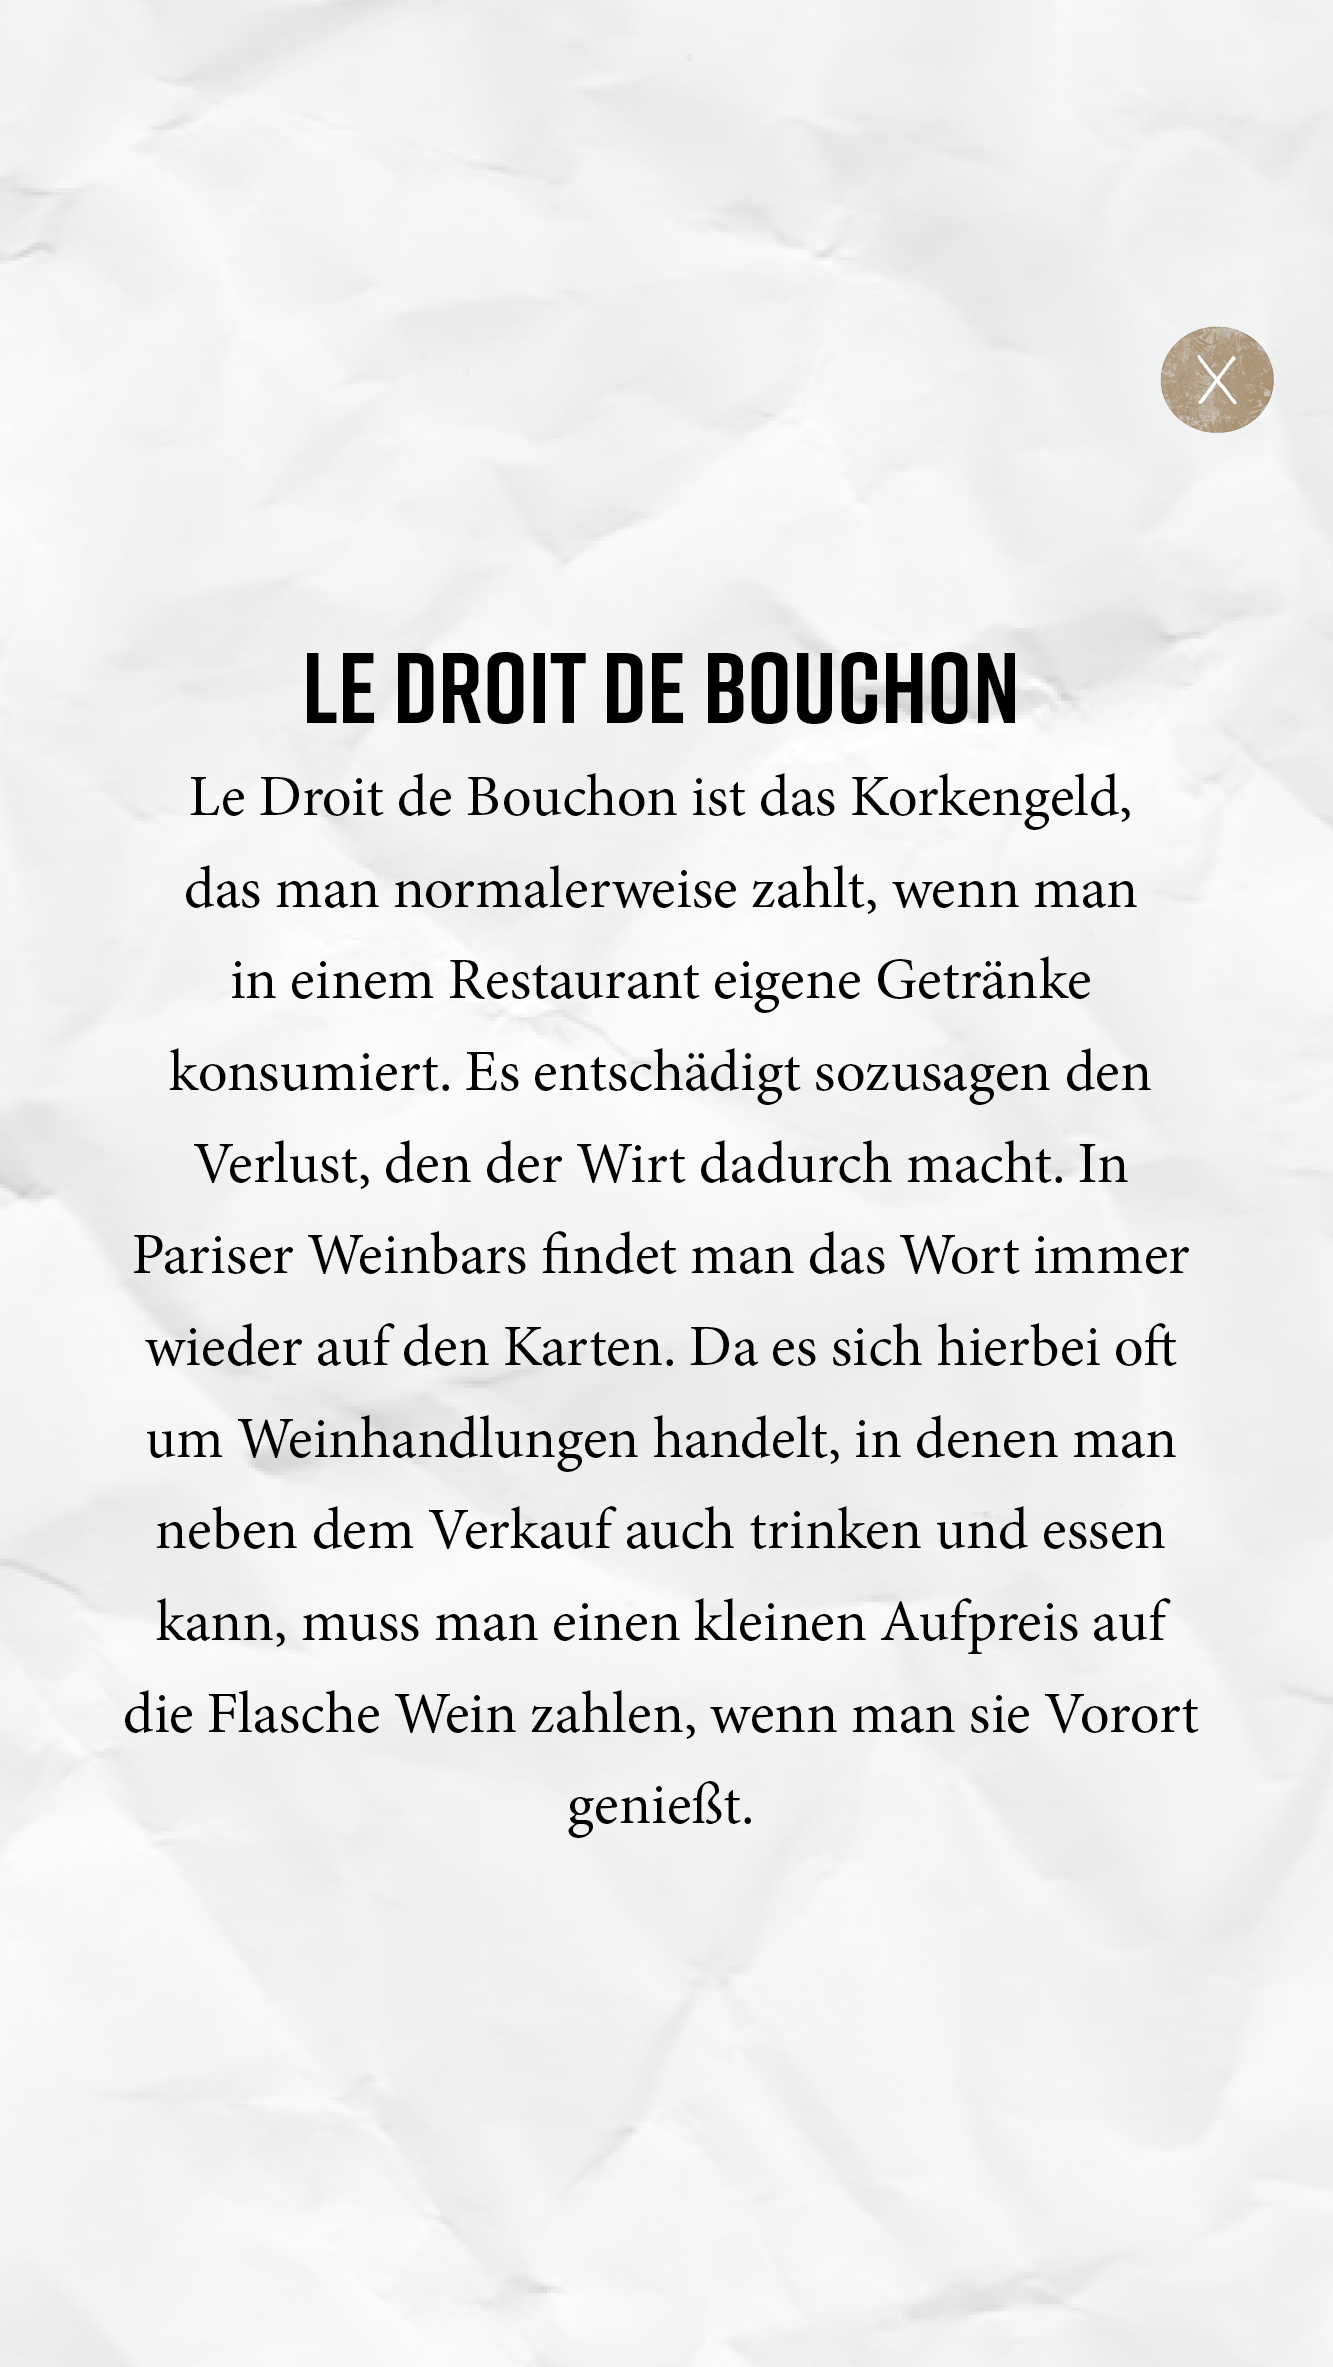 X
LE DROIT DE BOUCHON
Le Droit de Bouchon ist das Korkengeld,
das man normalerweise zahlt, wenn man
in einem Restaurant eigene Getränke
konsumiert. Es entschädigt sozusagen den
Verlust, den der Wirt dadurch macht. In
Pariser Weinbars findet man das Wort immer
wieder auf den Karten. Da es sich hierbei oft
um Weinhandlungen handelt, in denen man
neben dem Verkauf auch trinken und essen
kann, muss man einen kleinen Aufpreis auf
die Flasche Wein zahlen, wenn man sie Vorort
genießt.